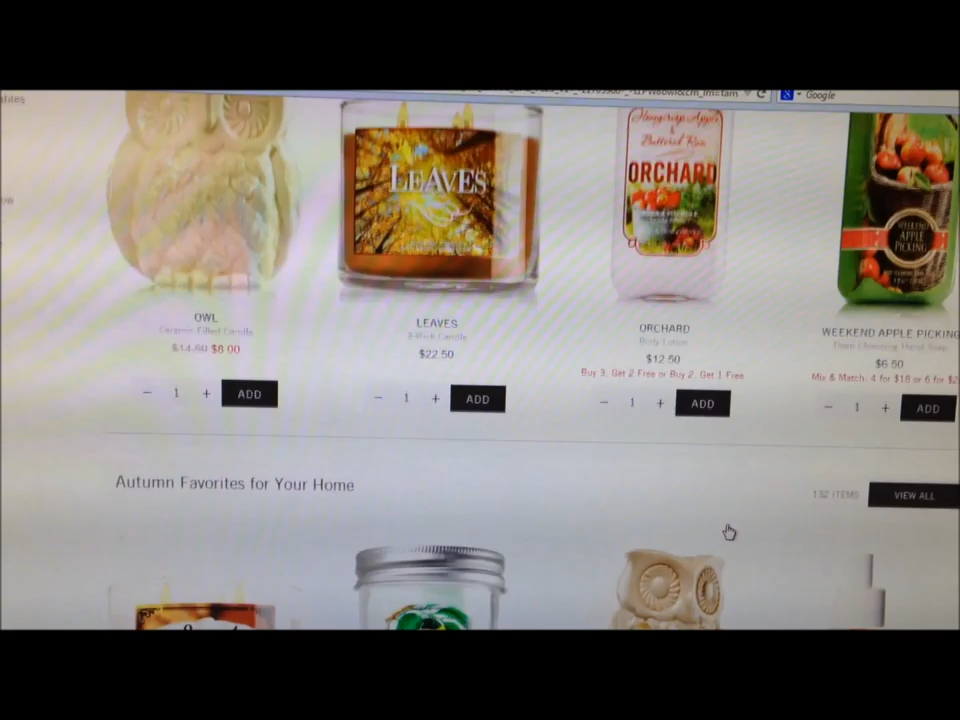 Google
LEAVES
Honeycrisp Apple
&
Buttered Rum
ORCHARD
WEEKEND
APPLE
PICKING
OWL
Ceramic Filled Candle
$14.50 $8.00
LEAVES
3-Wick Candle
$22.50
ORCHARD
Body Lotion
$12.50
Buy 3, Get 2 Free or Buy 2, Get 1 Free
WEEKEND APPLE PICKING
Deep Cleansing Hand Soap
$6.50
Mix & Match: 4 for $18 or 6 for $2
− 1 + ADD
− 1 + ADD
− 1 + ADD
− 1 + ADD
Autumn Favorites for Your Home
132 ITEMS
VIEW ALL